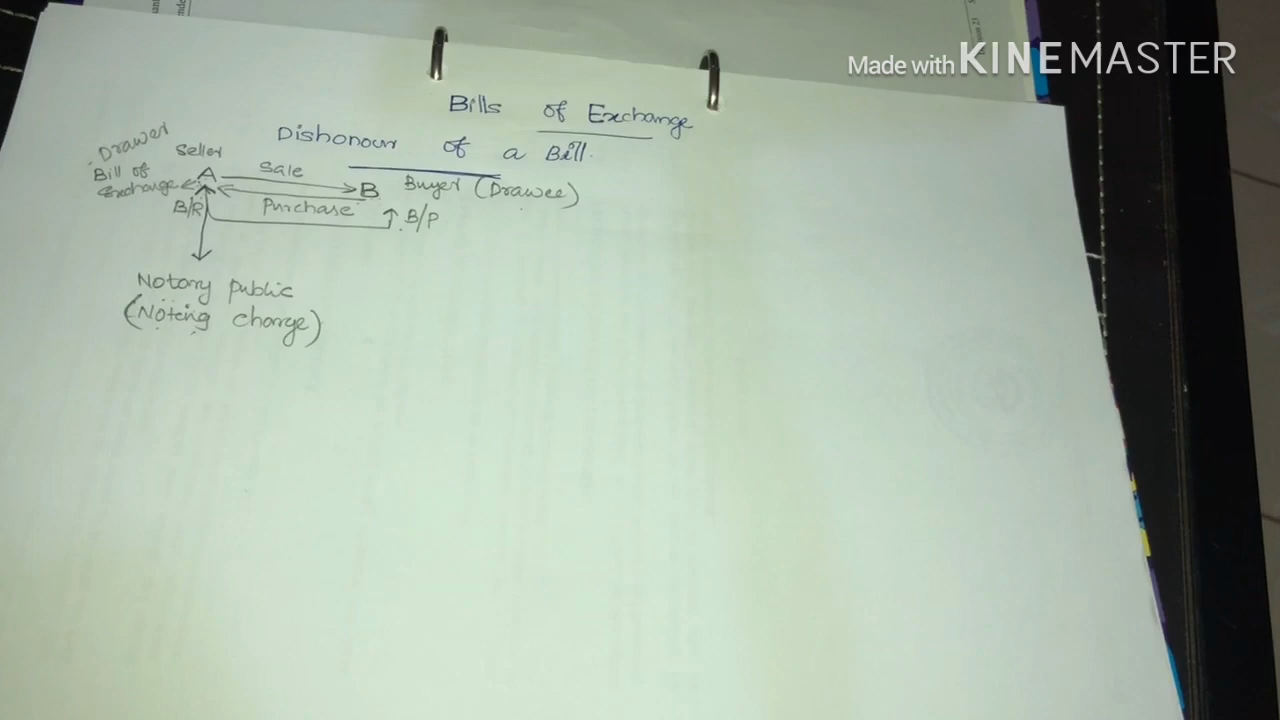 Made with KINEMASTER
Bills of Exchange
Dishonour of a Bill.
Drawer
Seller
Bill of
Exchange
A
Sale
B
Buyer (Drawee)
B/R
Purchase
B/P
Notary public
(Noting charge)